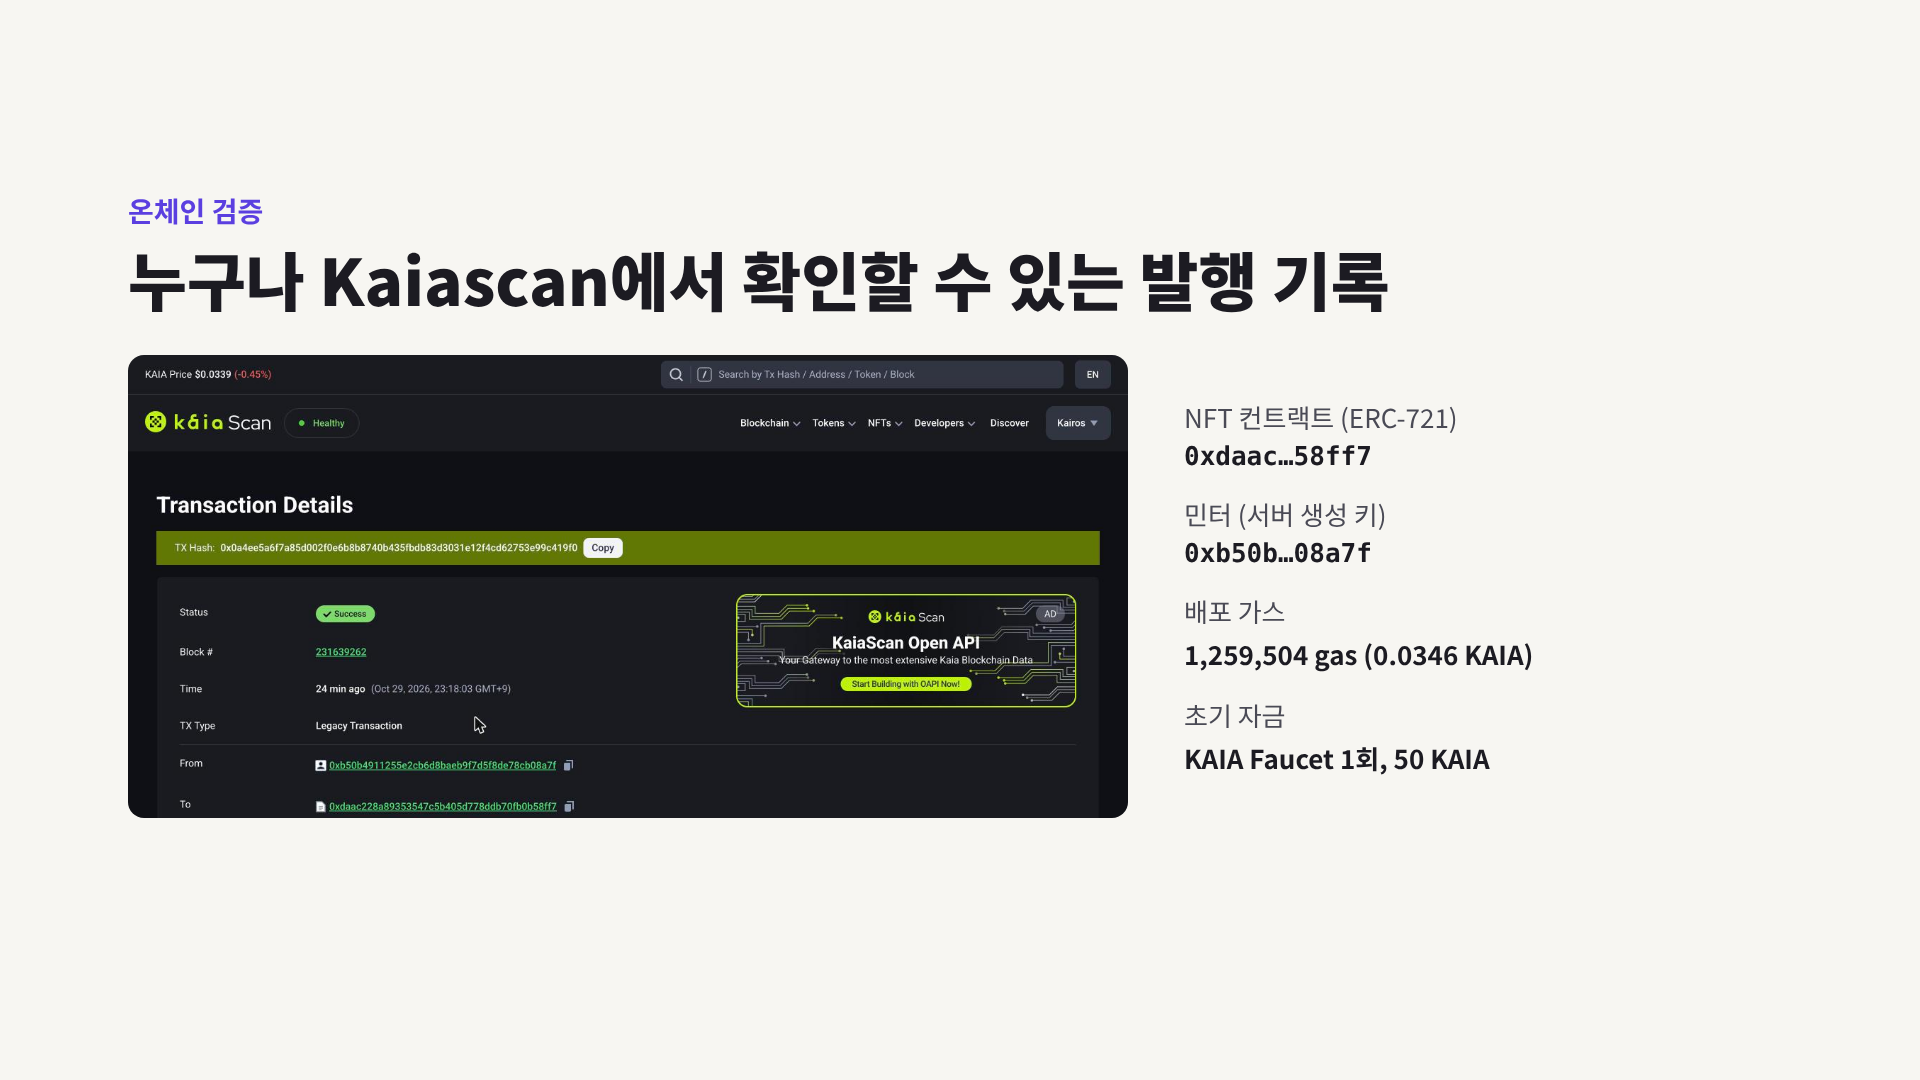 온체인 검증
누구나 Kaiascan에서 확인할 수 있는 발행 기록
KAIA Price $0.0339 (-0.45%)
/ Search by Tx Hash / Address / Token / Block
EN
kaia Scan
Healthy
Blockchain Tokens NFTs Developers Discover
Kairos
Transaction Details
TX Hash: 0x0a4ee5a6f7a85d002f0e6b8b8740b435fbdb83d3031e12f4cd62753e99c419f0 Copy
Status Success
Block # 231639262
Time 24 min ago (Oct 29, 2026, 23:18:03 GMT+9)
TX Type Legacy Transaction
From 0xb50b4911255e2cb6d8baeb9f7d5f8de78cb08a7f
To 0xdaac228a89353547c5b405d778ddb70fb0b58ff7
kaia Scan
AD
KaiaScan Open API
Your Gateway to the most extensive Kaia Blockchain Data
Start Building with OAPI Now!
NFT 컨트랙트 (ERC-721)
0xdaac…58ff7
민터 (서버 생성 키)
0xb50b…08a7f
배포 가스
1,259,504 gas (0.0346 KAIA)
초기 자금
KAIA Faucet 1회, 50 KAIA